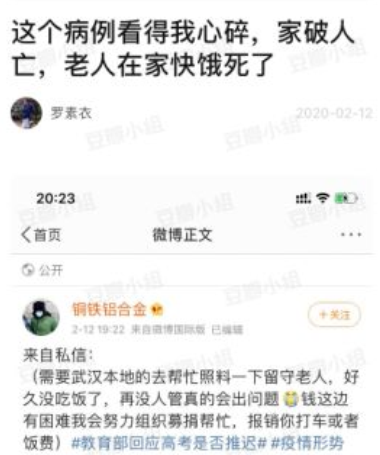 这个病例看得我心碎，家破人
亡，老人在家快饿死了
罗素衣
2020-02-12
豆瓣小组
20:23
首页
微博正文
公开
铜铁铝合金
+关注
2-12 19:22 来自微博国际版 已编辑
来自私信：
（需要武汉本地的去帮忙照料一下留守老人，好
久没吃饭了，再没人管真的会出问题😭钱这边
有困难我会努力组织募捐帮忙，报销你打车或者
饭费）#教育部回应高考是否推迟# #疫情形势